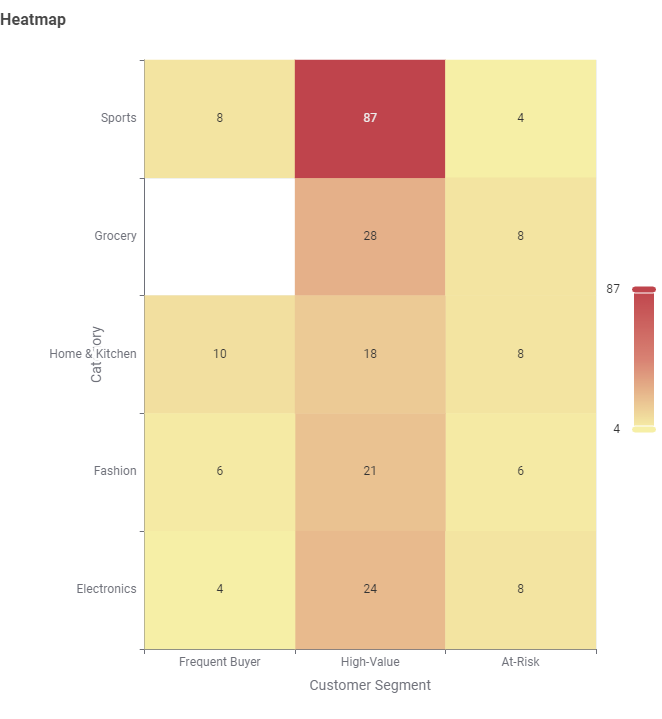 Heatmap
Sports 8 87 4
Grocery 28 8
87
Home & Kitchen 10 18 8
Category
4
Fashion 6 21 6
Electronics 4 24 8
Frequent Buyer High-Value At-Risk
Customer Segment